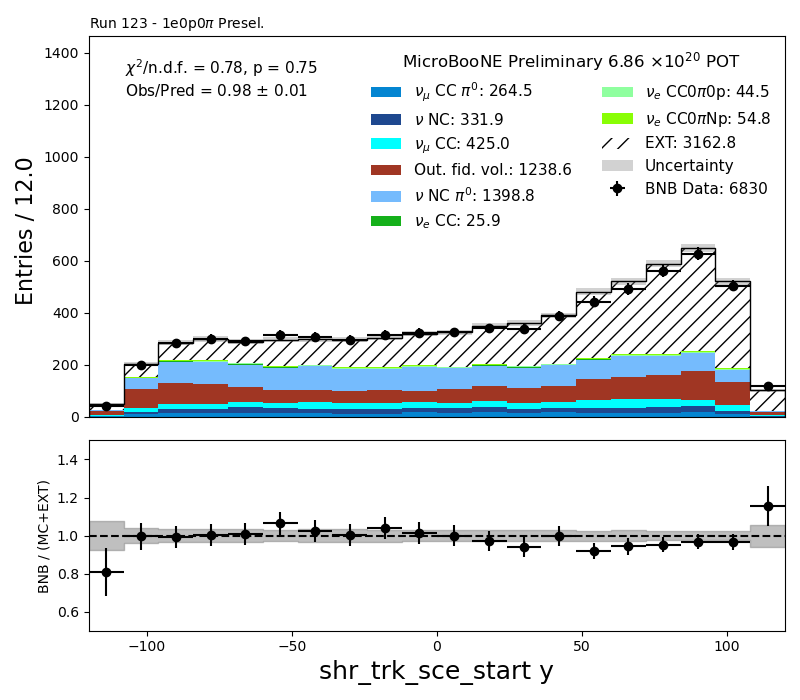 Run 123 - 1e0p0π Presel.
χ²/n.d.f. = 0.78, p = 0.75
Obs/Pred = 0.98 ± 0.01
MicroBooNE Preliminary 6.86 ×10²⁰ POT
ν_μ CC π⁰: 264.5
ν NC: 331.9
ν_μ CC: 425.0
Out. fid. vol.: 1238.6
ν NC π⁰: 1398.8
ν_e CC: 25.9
ν_e CC0π0p: 44.5
ν_e CC0πNp: 54.8
EXT: 3162.8
Uncertainty
BNB Data: 6830
Entries / 12.0
1400
1200
1000
800
600
400
200
0
BNB / (MC+EXT)
1.4
1.2
1.0
0.8
0.6
−100
−50
0
50
100
shr_trk_sce_start y